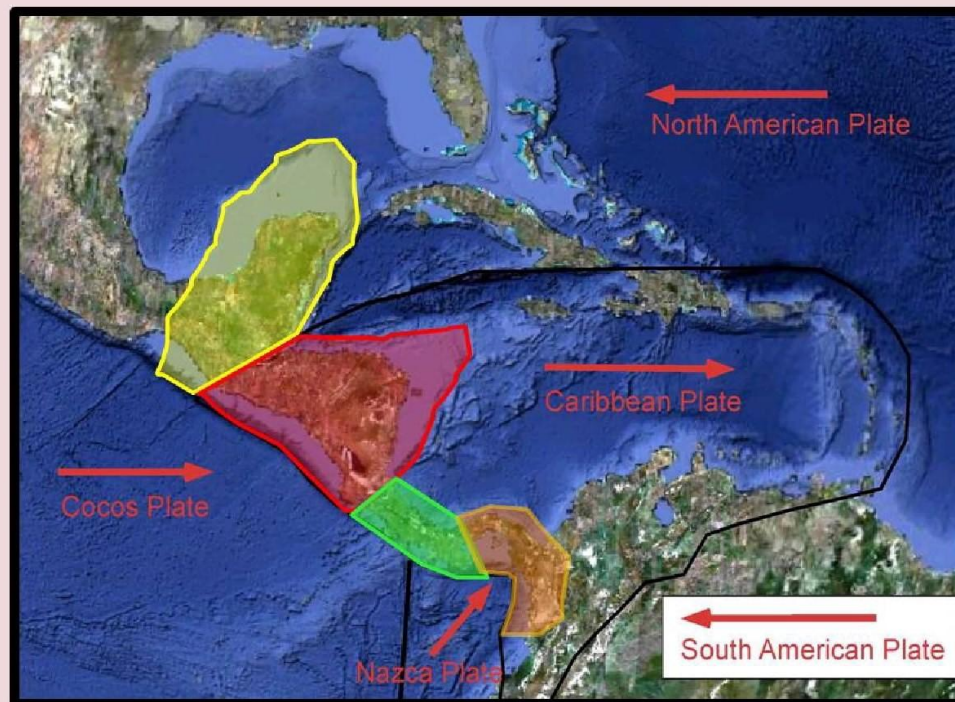 North American Plate
Caribbean Plate
Cocos Plate
South American Plate
Nazca Plate